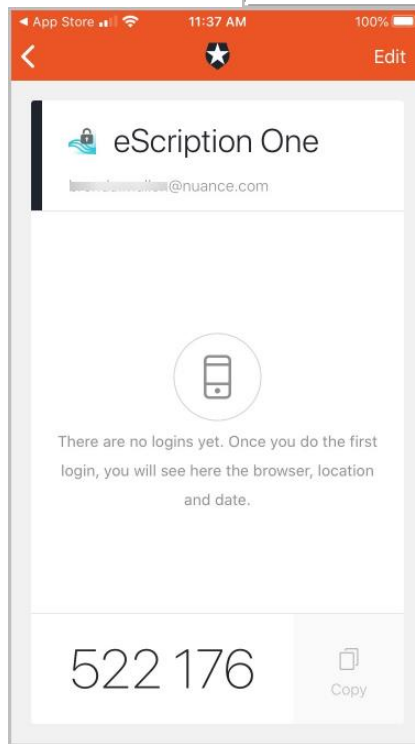 App Store 11:37 AM 100%
Edit
eScription One
@nuance.com
There are no logins yet. Once you do the first
login, you will see here the browser, location
and date.
522 176
Copy